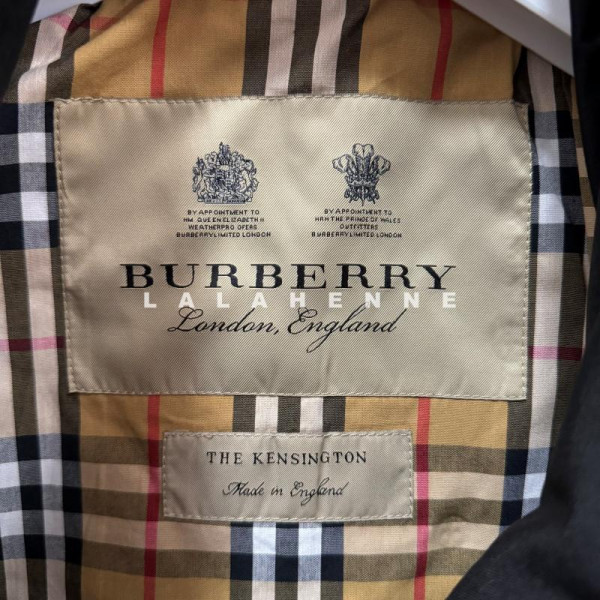 BY APPOINTMENT TO
HM QUEEN ELIZABETH II
WEATHERPROOFERS
BURBERRY LIMITED LONDON
BY APPOINTMENT TO
HRH THE PRINCE OF WALES
OUTFITTERS
BURBERRY LIMITED LONDON
BURBERRY
LALAHENNE
London, England
THE KENSINGTON
Made in England